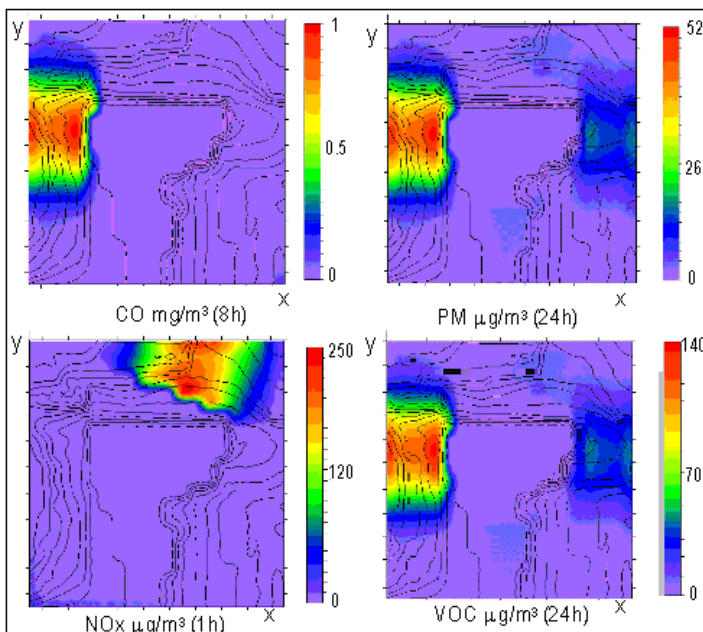 y
1
0.5
0
CO mg/m³ (8h)
x
y
52
26
0
PM µg/m³ (24h)
x
y
250
120
0
NOx µg/m³ (1h)
x
y
140
70
0
VOC µg/m³ (24h)
x